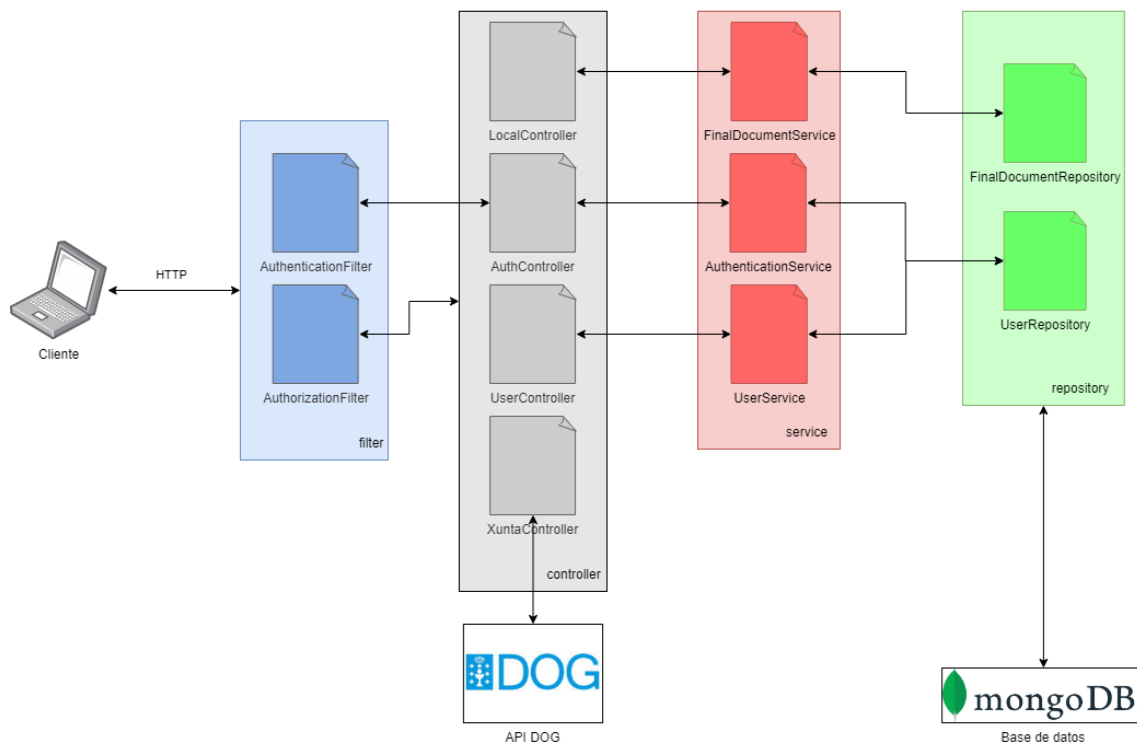 LocalController
FinalDocumentService
FinalDocumentRepository
HTTP
AuthenticationFilter
AuthController
AuthenticationService
UserRepository
Cliente
AuthorizationFilter
UserController
UserService
filter
service
repository
XuntaController
controller
DOG
API DOG
mongoDB
Base de datos